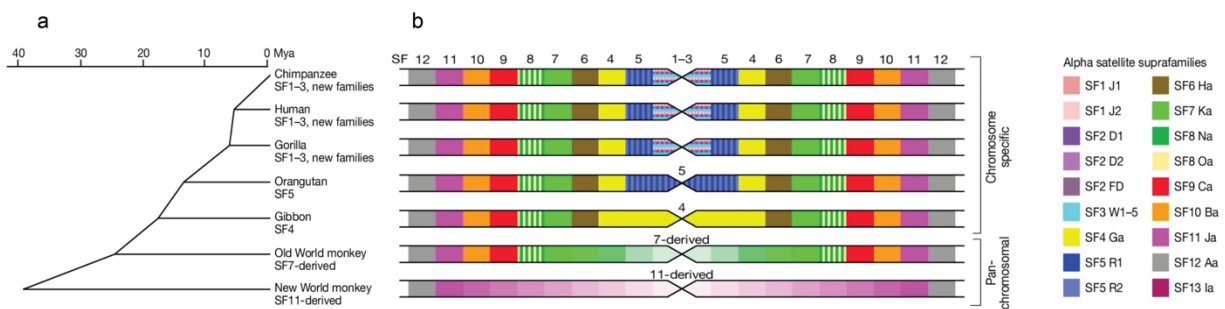 a
40 30 20 10 0 Mya
Chimpanzee
SF1–3, new families
Human
SF1–3, new families
Gorilla
SF1–3, new families
Orangutan
SF5
Gibbon
SF4
Old World monkey
SF7-derived
New World monkey
SF11-derived
b
SF 12 11 10 9 8 7 6 4 5 1–3 5 4 6 7 8 9 10 11 12
5
4
7-derived
11-derived
Chromosome
specific
Pan-
chromosomal
Alpha satellite suprafamilies
SF1 J1
SF1 J2
SF2 D1
SF2 D2
SF2 FD
SF3 W1–5
SF4 Ga
SF5 R1
SF5 R2
SF6 Ha
SF7 Ka
SF8 Na
SF8 Oa
SF9 Ca
SF10 Ba
SF11 Ja
SF12 Aa
SF13 Ia